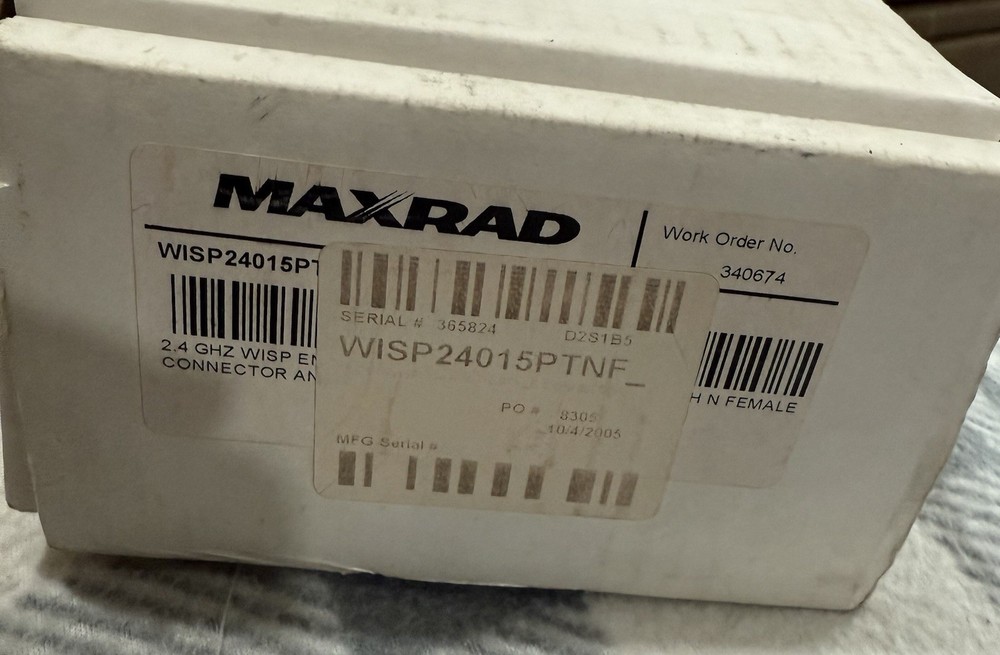 MAXRAD
Work Order No.
340674
WISP24015PT
2.4 GHZ WISP EN
CONNECTOR AN
H N FEMALE
SERIAL # 365824 D2S1B5
WISP24015PTNF_
PO # 8305
10/4/2005
MFG Serial #